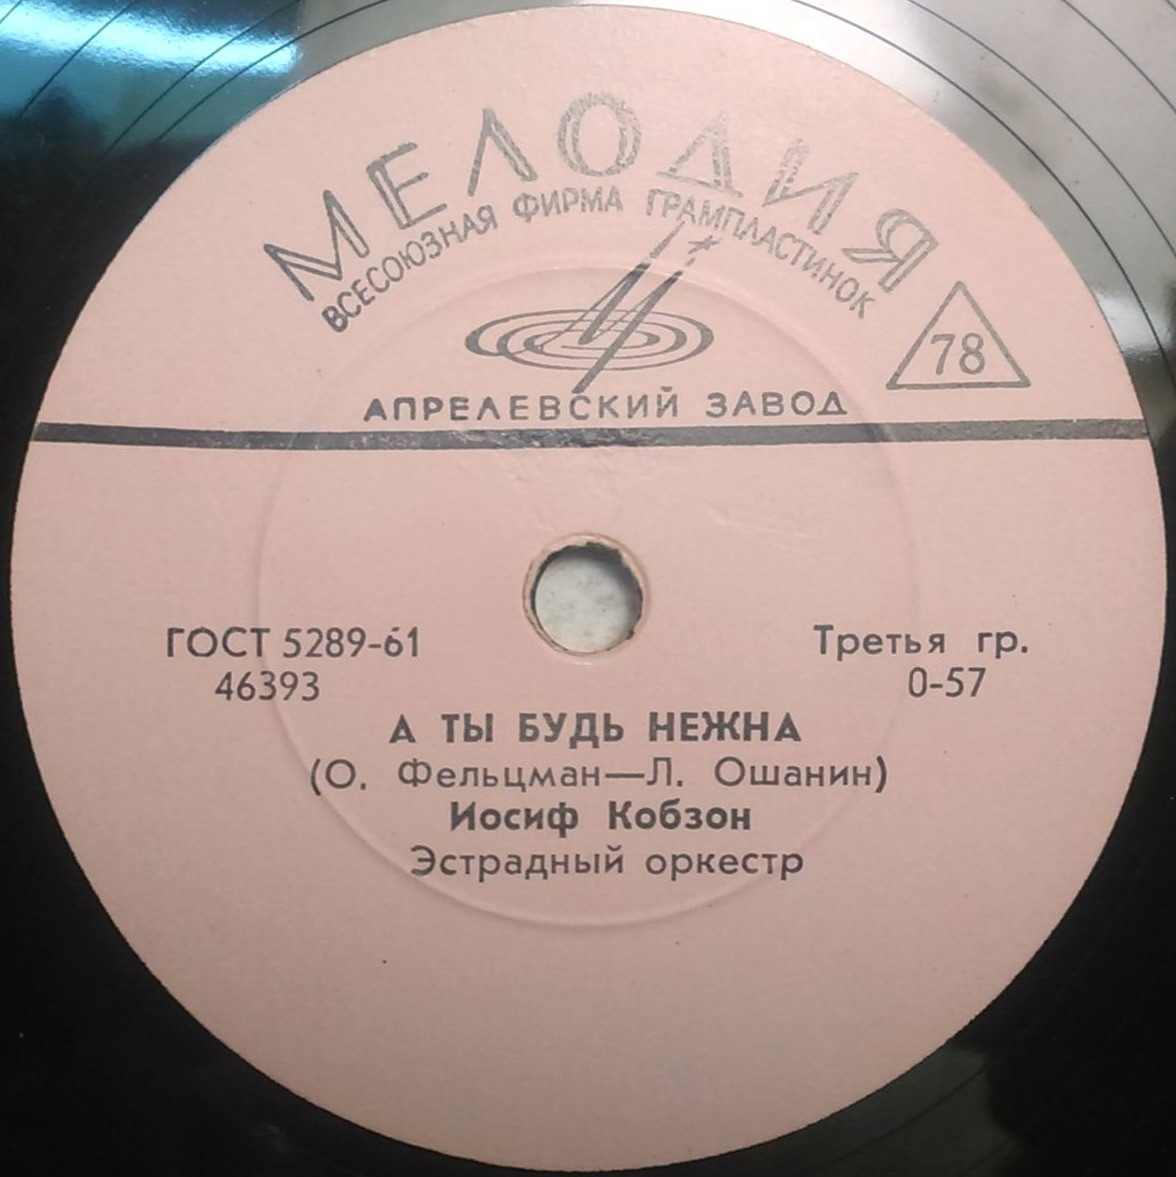 МЕЛОДИЯ
ВСЕСОЮЗНАЯ ФИРМА ГРАМПЛАСТИНОК
78
АПРЕЛЕВСКИЙ ЗАВОД
ГОСТ 5289-61 Третья гр.
46393 0-57
А ТЫ БУДЬ НЕЖНА
(О. Фельцман—Л. Ошанин)
Иосиф Кобзон
Эстрадный оркестр